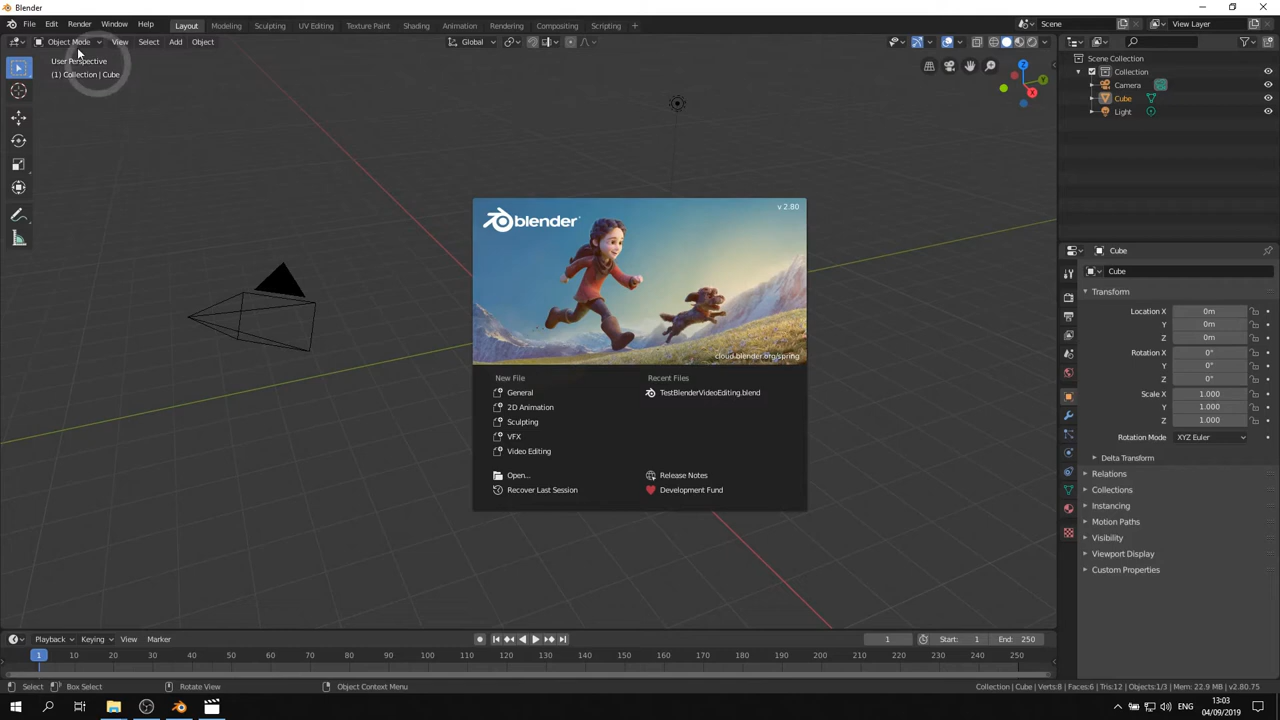 Blender
File Edit Render Window Help Layout Modeling Sculpting UV Editing Texture Paint Shading Animation Rendering Compositing Scripting + Scene View Layer
Object Mode View Select Add Object Global
User Perspective
(1) Collection | Cube
Z
Y
X
Scene Collection
Collection
Camera
Cube
Light
blender
v 2.80
cloud.blender.org/spring
New File
General
2D Animation
Sculpting
VFX
Video Editing
Open...
Recover Last Session
Recent Files
TestBlenderVideoEditing.blend
Release Notes
Development Fund
Cube
Cube
Transform
Location X 0m
Y 0m
Z 0m
Rotation X 0°
Y 0°
Z 0°
Scale X 1.000
Y 1.000
Z 1.000
Rotation Mode XYZ Euler
Delta Transform
Relations
Collections
Instancing
Motion Paths
Visibility
Viewport Display
Custom Properties
Playback Keying View Marker 1 Start: 1 End: 250
1 10 20 30 40 50 60 70 80 90 100 110 120 130 140 150 160 170 180 190 200 210 220 230 240 250
Select Box Select Rotate View Object Context Menu Collection | Cube | Verts:8 | Faces:6 | Tris:12 | Objects:1/3 | Mem: 22.9 MB | v2.80.75
ENG
13:03
04/09/2019